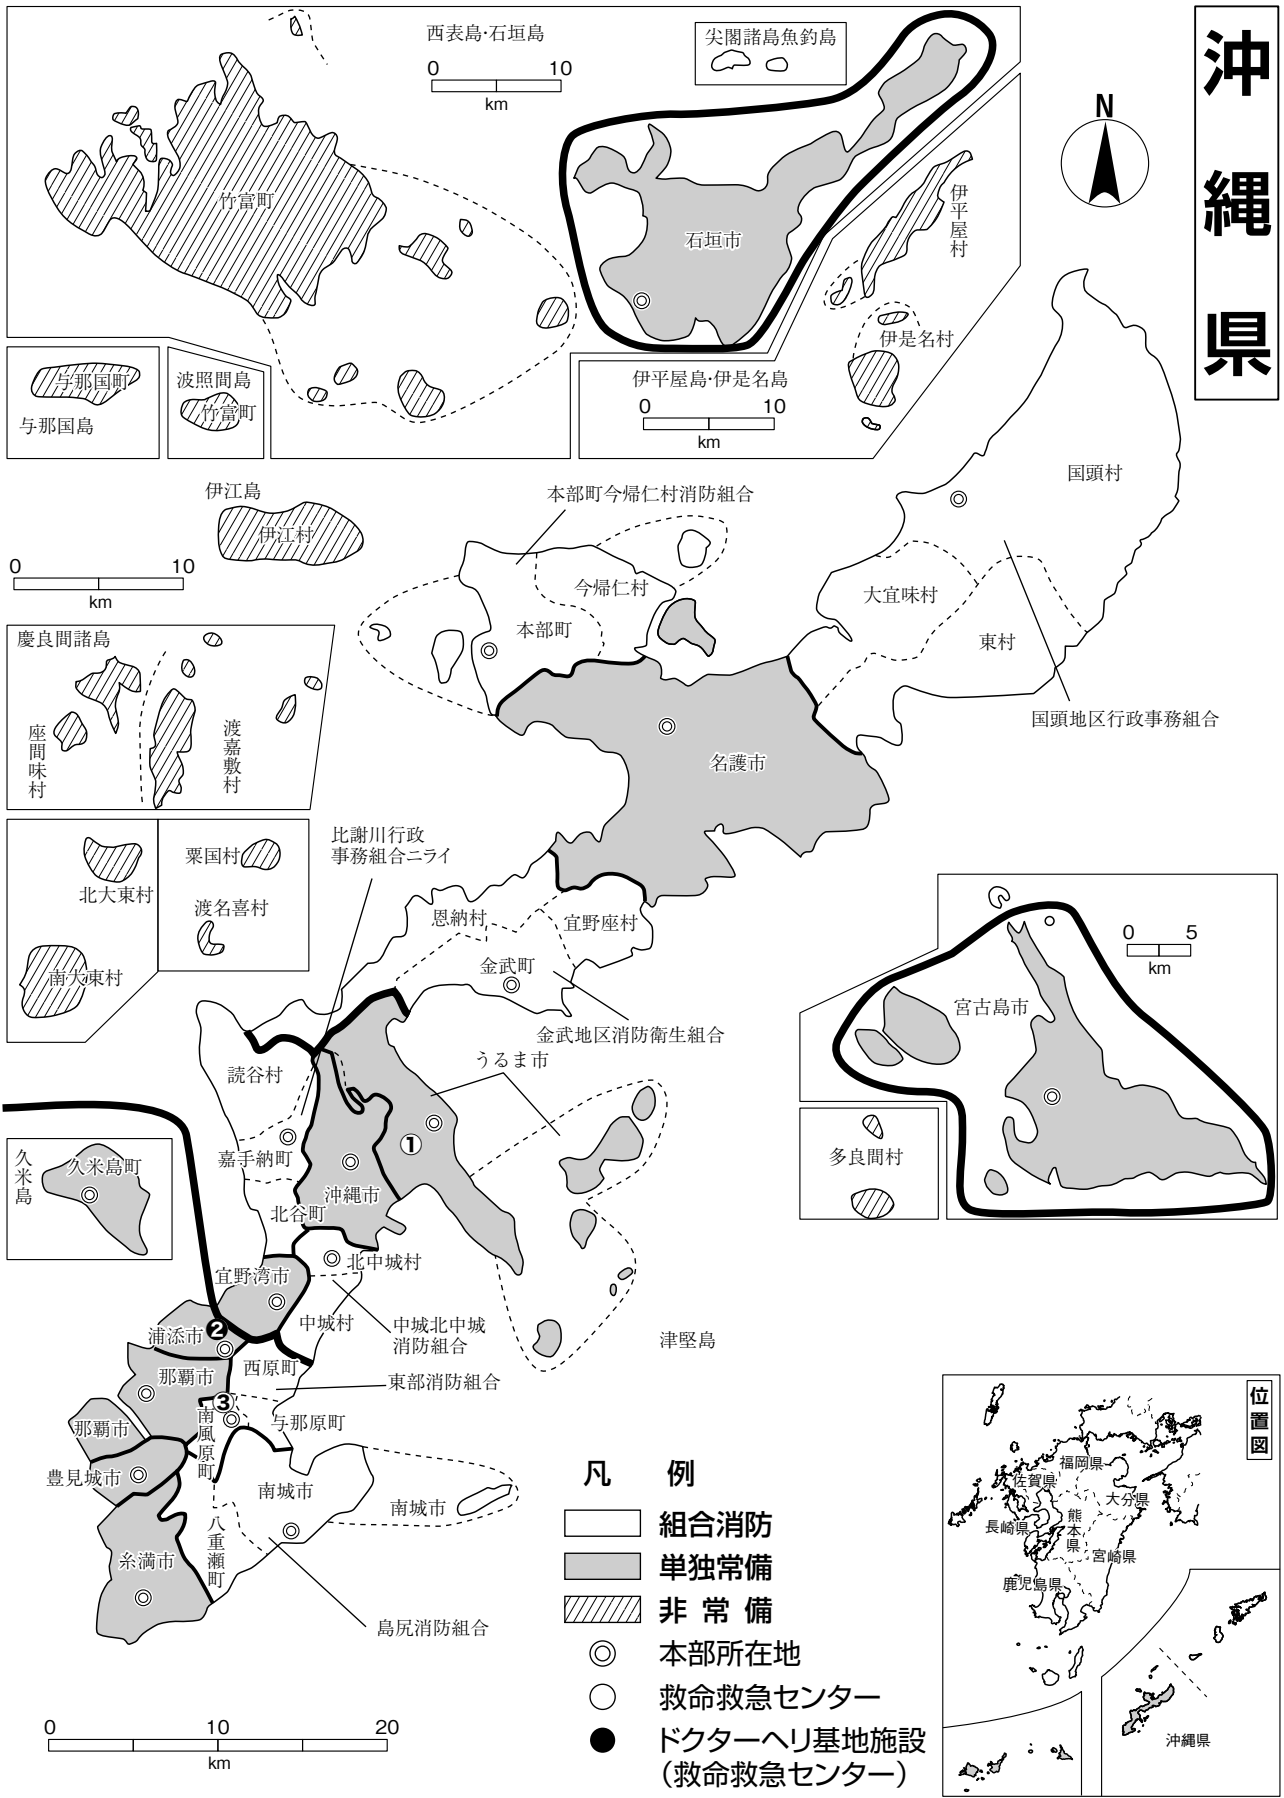 沖縄県
西表島・石垣島
0 10
km
尖閣諸島魚釣島
N
竹富町
石垣市
伊平屋村
伊是名村
与那国町
与那国島
波照間島
竹富町
伊平屋島・伊是名島
0 10
km
伊江島
伊江村
0 10
km
本部町今帰仁村消防組合
国頭村
今帰仁村
本部町
大宜味村
東村
国頭地区行政事務組合
慶良間諸島
座間味村
渡嘉敷村
名護市
北大東村
南大東村
粟国村
渡名喜村
比謝川行政
事務組合ニライ
恩納村
宜野座村
金武町
金武地区消防衛生組合
うるま市
0 5
km
宮古島市
多良間村
読谷村
嘉手納町
①
沖縄市
北谷町
久米島
久米島町
宜野湾市
北中城村
中城村
中城北中城
消防組合
津堅島
浦添市
❷
西原町
那覇市
東部消防組合
③
南風原町
与那原町
那覇市
豊見城市
南城市
南城市
八重瀬町
糸満市
島尻消防組合
0 10 20
km
凡 例
組合消防
単独常備
非常備
本部所在地
救命救急センター
ドクターヘリ基地施設
（救命救急センター）
位置図
福岡県
佐賀県
大分県
長崎県
熊本県
宮崎県
鹿児島県
沖縄県